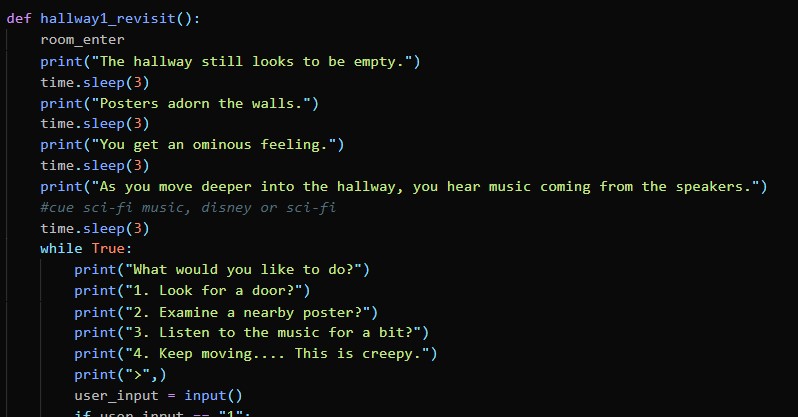 def hallway1_revisit():
    room_enter
    print("The hallway still looks to be empty.")
    time.sleep(3)
    print("Posters adorn the walls.")
    time.sleep(3)
    print("You get an ominous feeling.")
    time.sleep(3)
    print("As you move deeper into the hallway, you hear music coming from the speakers.")
    #cue sci-fi music, disney or sci-fi
    time.sleep(3)
    while True:
        print("What would you like to do?")
        print("1. Look for a door?")
        print("2. Examine a nearby poster?")
        print("3. Listen to the music for a bit?")
        print("4. Keep moving.... This is creepy.")
        print(">",)
        user_input = input()
        if user_input == "1":